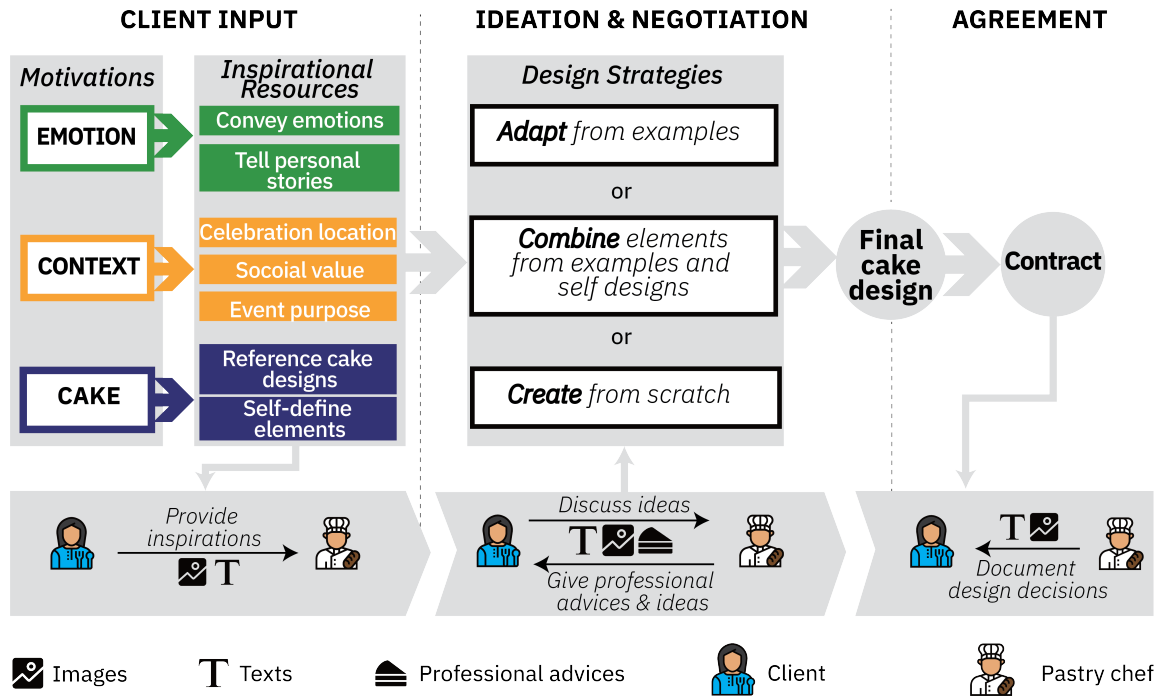 CLIENT INPUT
IDEATION & NEGOTIATION
AGREEMENT
Motivations
EMOTION
CONTEXT
CAKE
Inspirational
Resources
Convey emotions
Tell personal
stories
Celebration location
Socoial value
Event purpose
Reference cake
designs
Self-define
elements
Design Strategies
Adapt from examples
or
Combine elements
from examples and
self designs
or
Create from scratch
Final
cake
design
Contract
Provide
inspirations
T
Discuss ideas
T
Give professional
advices & ideas
T
Document
design decisions
Images
T Texts
Professional advices
Client
Pastry chef